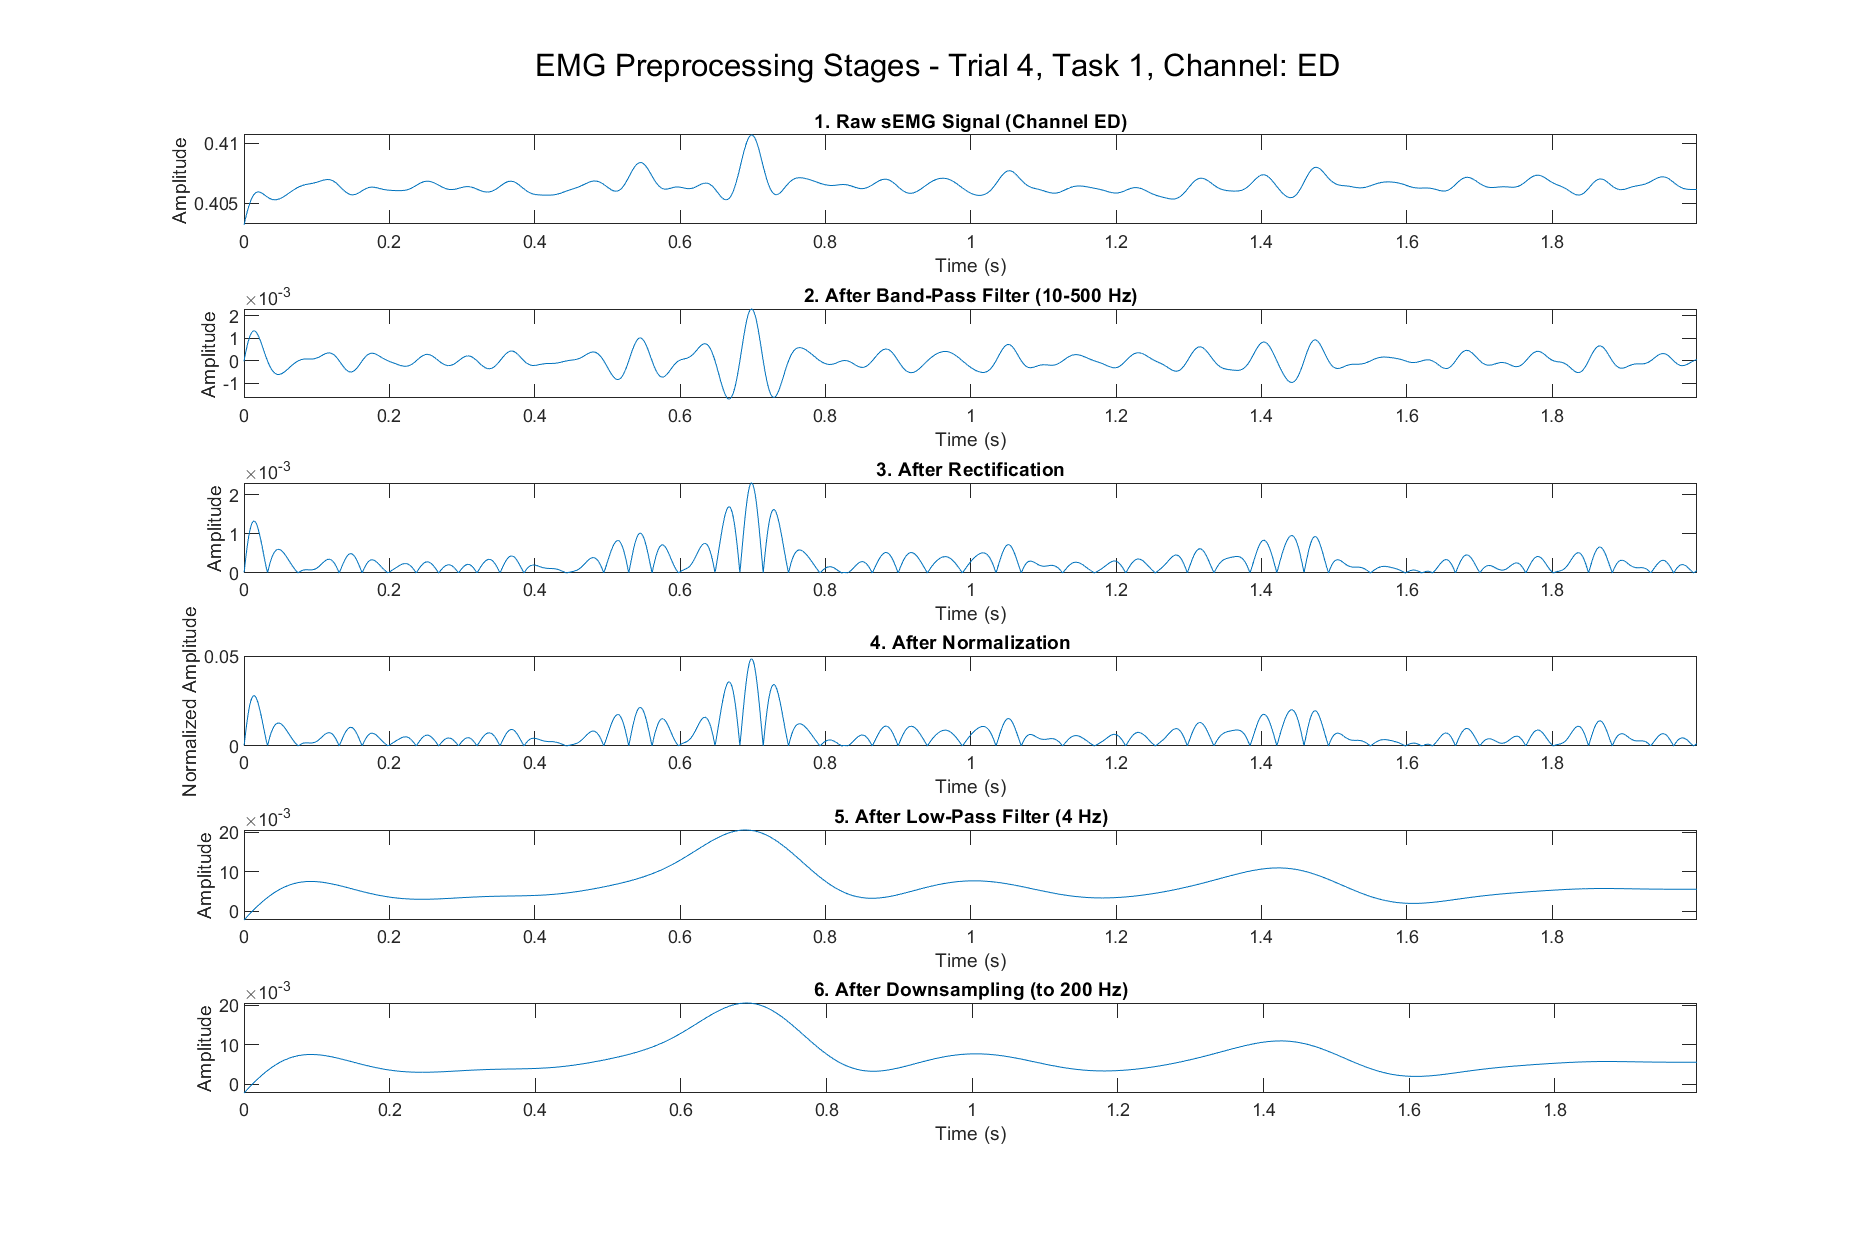 EMG Preprocessing Stages - Trial 4, Task 1, Channel: ED
1. Raw sEMG Signal (Channel ED)
Amplitude
0.41
0.405
0 0.2 0.4 0.6 0.8 1 1.2 1.4 1.6 1.8
Time (s)
×10-3
2. After Band-Pass Filter (10-500 Hz)
Amplitude
2
1
0
-1
0 0.2 0.4 0.6 0.8 1 1.2 1.4 1.6 1.8
Time (s)
×10-3
3. After Rectification
Amplitude
2
1
0
0 0.2 0.4 0.6 0.8 1 1.2 1.4 1.6 1.8
Time (s)
4. After Normalization
Normalized Amplitude
0.05
0
0 0.2 0.4 0.6 0.8 1 1.2 1.4 1.6 1.8
Time (s)
×10-3
5. After Low-Pass Filter (4 Hz)
Amplitude
20
10
0
0 0.2 0.4 0.6 0.8 1 1.2 1.4 1.6 1.8
Time (s)
×10-3
6. After Downsampling (to 200 Hz)
Amplitude
20
10
0
0 0.2 0.4 0.6 0.8 1 1.2 1.4 1.6 1.8
Time (s)